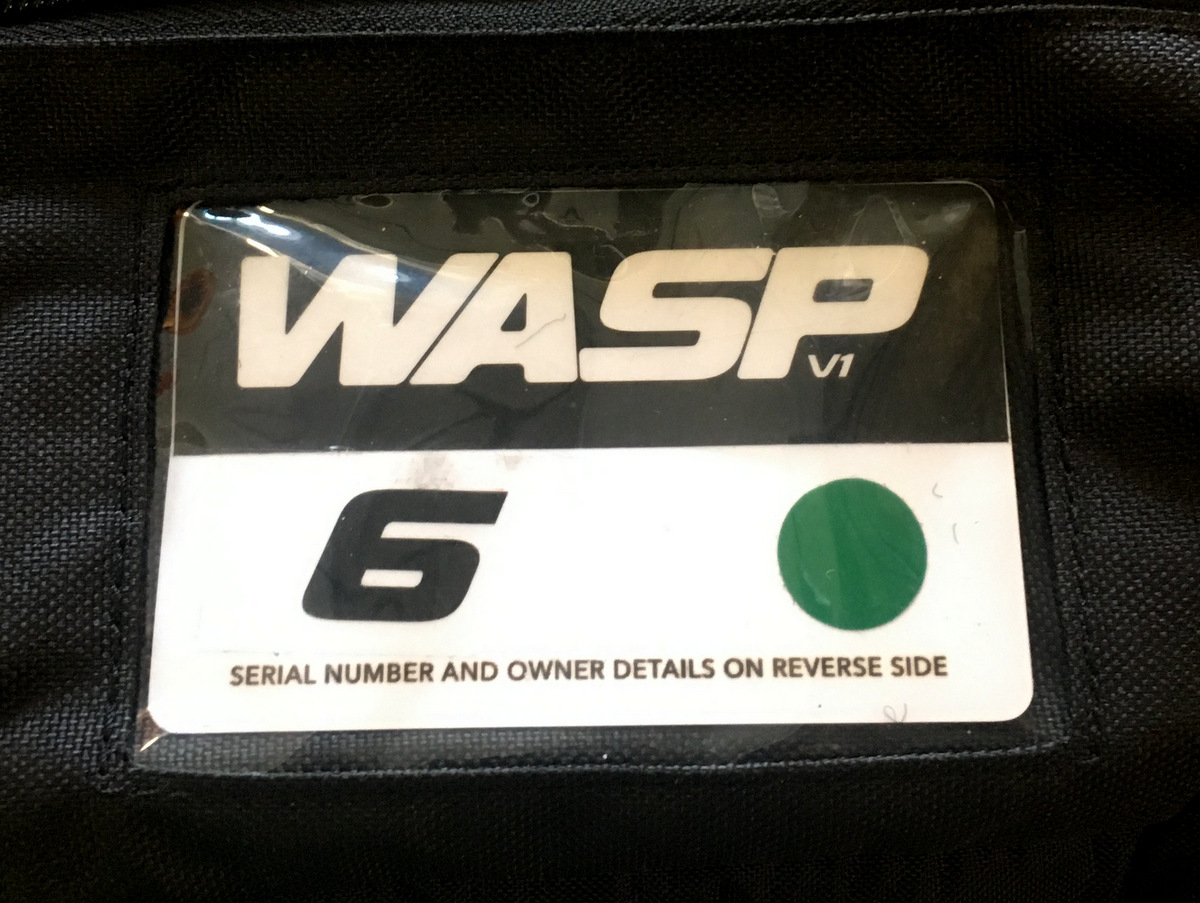 WASP
V1
6
SERIAL NUMBER AND OWNER DETAILS ON REVERSE SIDE